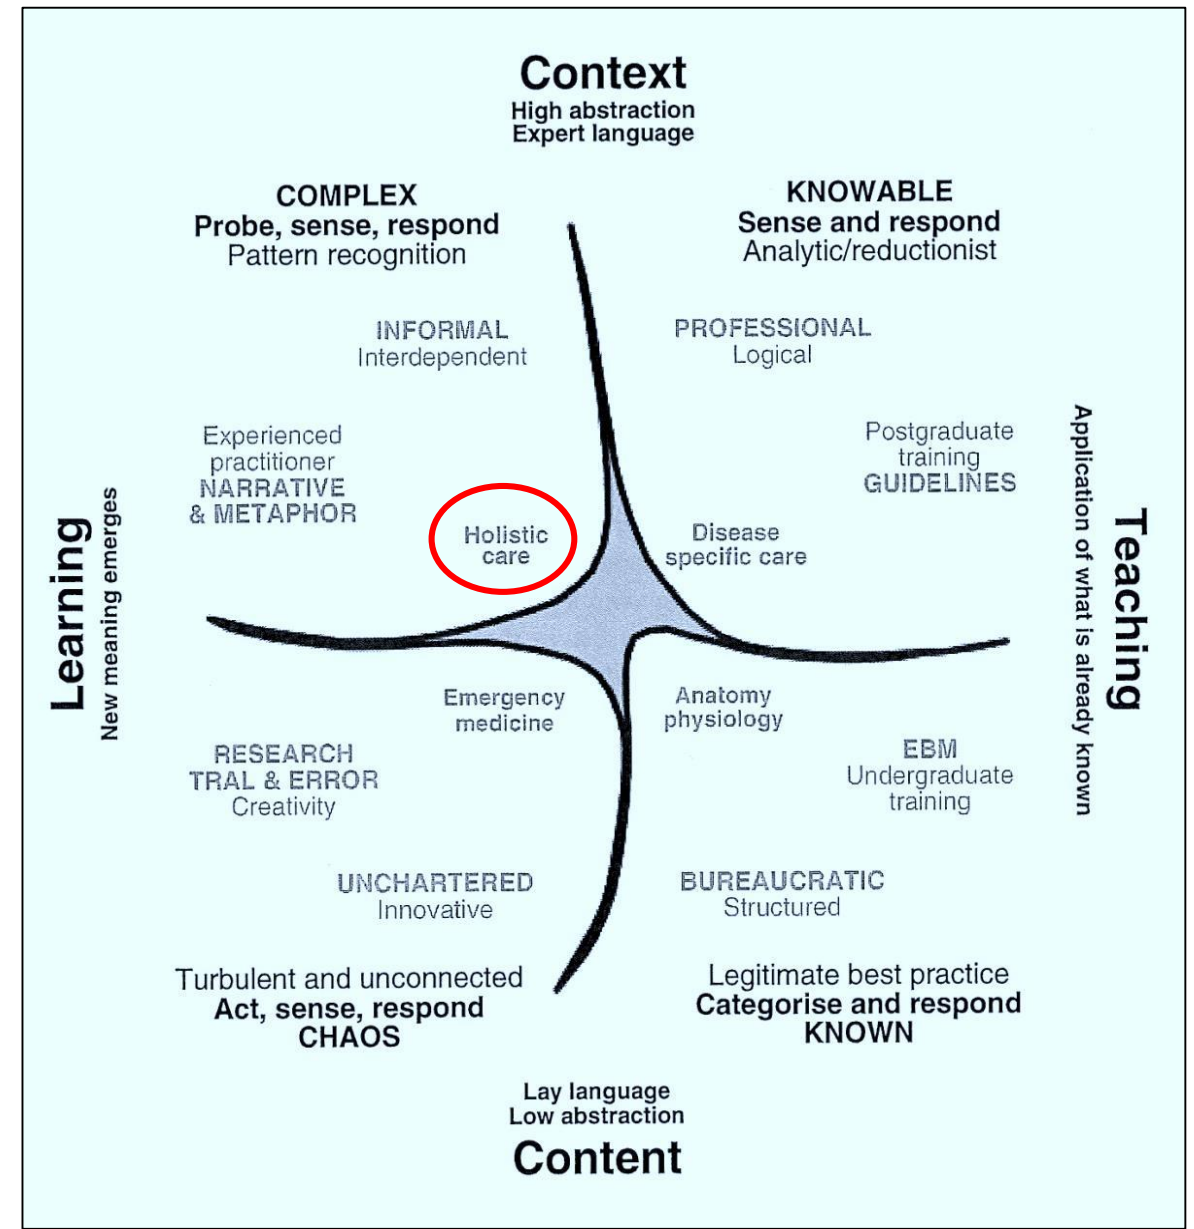 Context
High abstraction
Expert language
COMPLEX
Probe, sense, respond
Pattern recognition
KNOWABLE
Sense and respond
Analytic/reductionist
INFORMAL
Interdependent
PROFESSIONAL
Logical
Experienced
practitioner
NARRATIVE
& METAPHOR
Postgraduate
training
GUIDELINES
Holistic
care
Disease
specific care
Learning
New meaning emerges
Application of what is already known
Teaching
Emergency
medicine
Anatomy
physiology
RESEARCH
TRAL & ERROR
Creativity
EBM
Undergraduate
training
UNCHARTERED
Innovative
BUREAUCRATIC
Structured
Turbulent and unconnected
Act, sense, respond
CHAOS
Legitimate best practice
Categorise and respond
KNOWN
Lay language
Low abstraction
Content